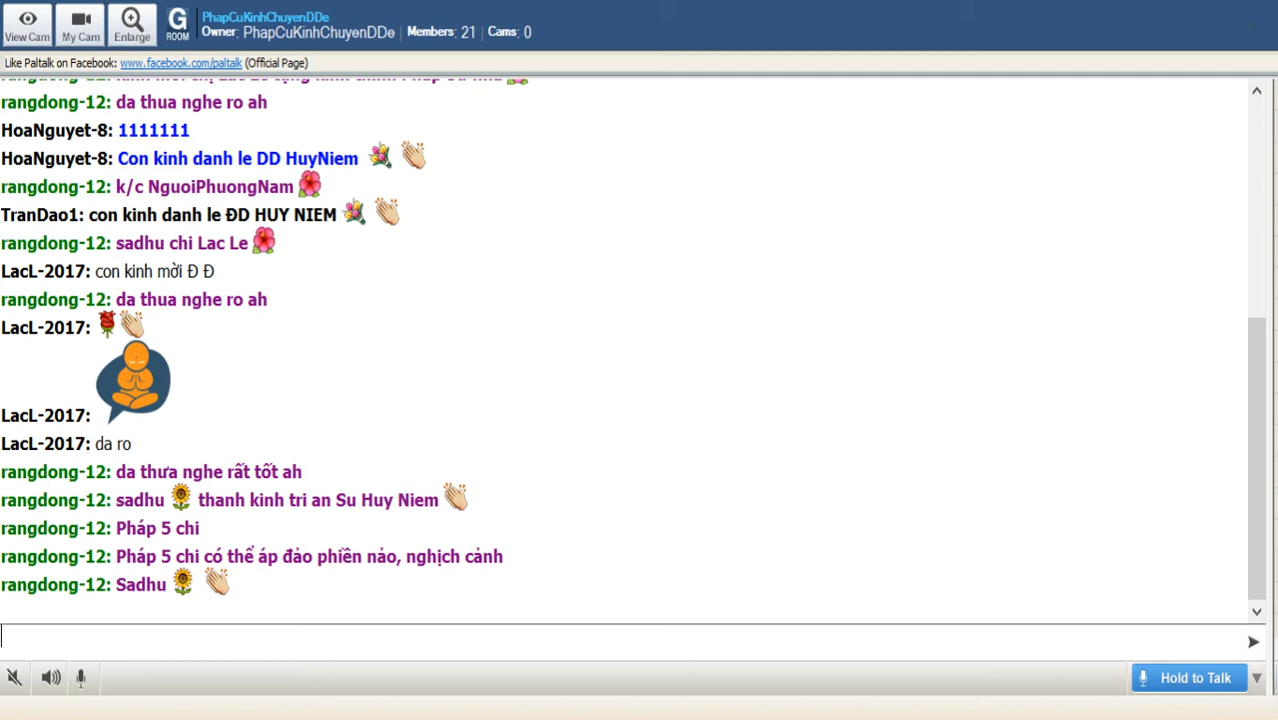 View Cam
My Cam
Enlarge
G
ROOM
PhapCuKinhChuyenDDe
Owner: PhapCuKinhChuyenDDe Members: 21 Cams: 0
Like Paltalk on Facebook: www.facebook.com/paltalk (Official Page)
rangdong-12: da thua nghe ro ah
HoaNguyet-8: 1111111
HoaNguyet-8: Con kinh danh le DD HuyNiem
rangdong-12: k/c NguoiPhuongNam
TranDao1: con kinh danh le ĐD HUY NIEM
rangdong-12: sadhu chi Lac Le
LacL-2017: con kinh mời Đ Đ
rangdong-12: da thua nghe ro ah
LacL-2017:
LacL-2017:
LacL-2017: da ro
rangdong-12: da thưa nghe rất tốt ah
rangdong-12: sadhu thanh kinh tri an Su Huy Niem
rangdong-12: Pháp 5 chi
rangdong-12: Pháp 5 chi có thể áp đảo phiền nảo, nghịch cảnh
rangdong-12: Sadhu
Hold to Talk